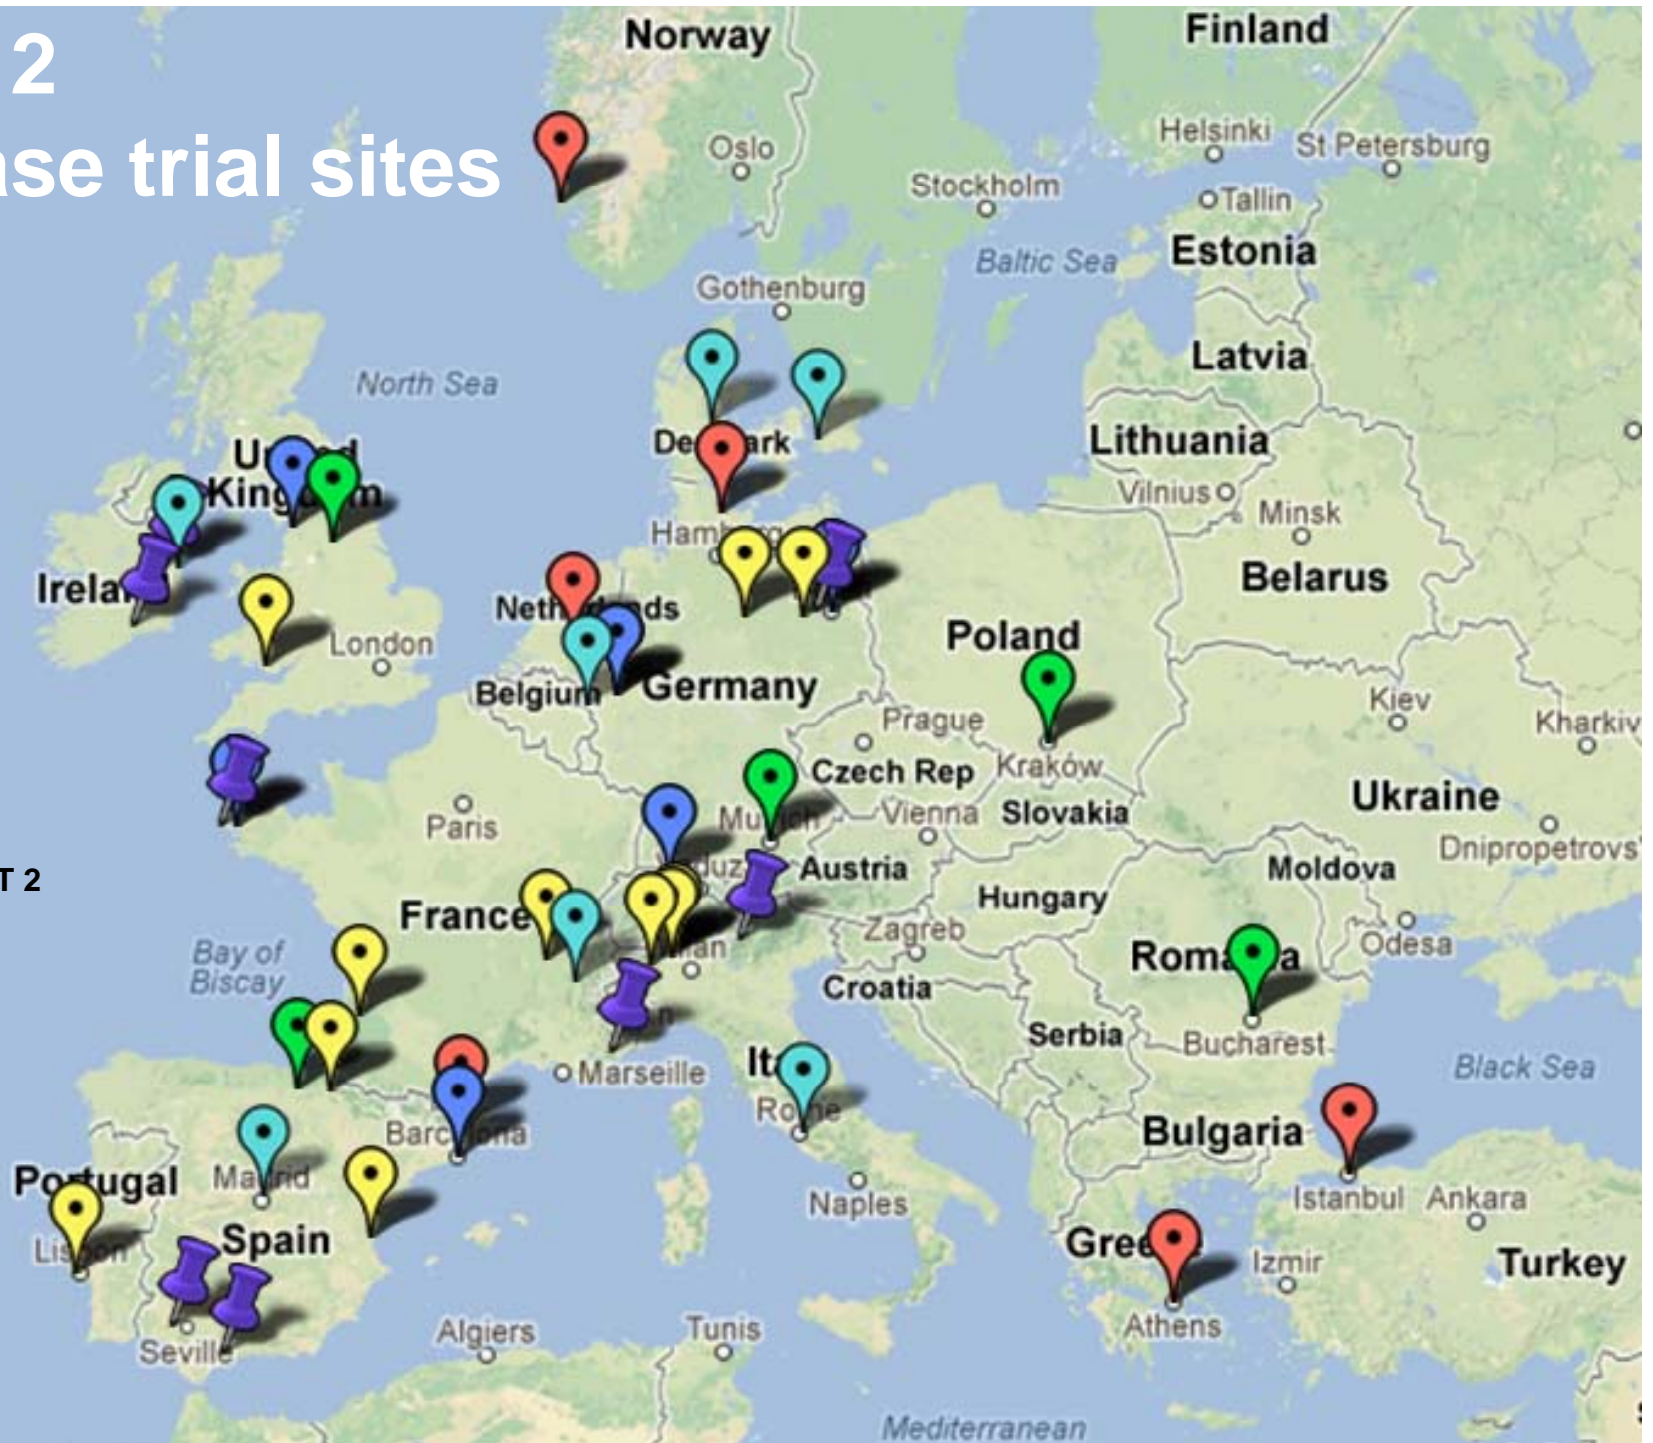 2
ase trial sites
T 2
Norway
Finland
Oslo
Helsinki
St Petersburg
Stockholm
Tallin
Baltic Sea
Estonia
Gothenburg
Latvia
North Sea
Lithuania
Vilnius
Minsk
Belarus
London
Poland
Belgium
Germany
Kiev
Kharkiv
Prague
Czech Rep
Kraków
Paris
Vienna
Slovakia
Ukraine
Dnipropetrovs'
Austria
Moldova
Hungary
France
Zagreb
Odesa
Bay of
Biscay
Croatia
Serbia
Bucharest
Marseille
Black Sea
Bulgaria
Portugal
Istanbul
Ankara
Naples
Spain
Izmir
Turkey
Athens
Seville
Algiers
Tunis
Mediterranean